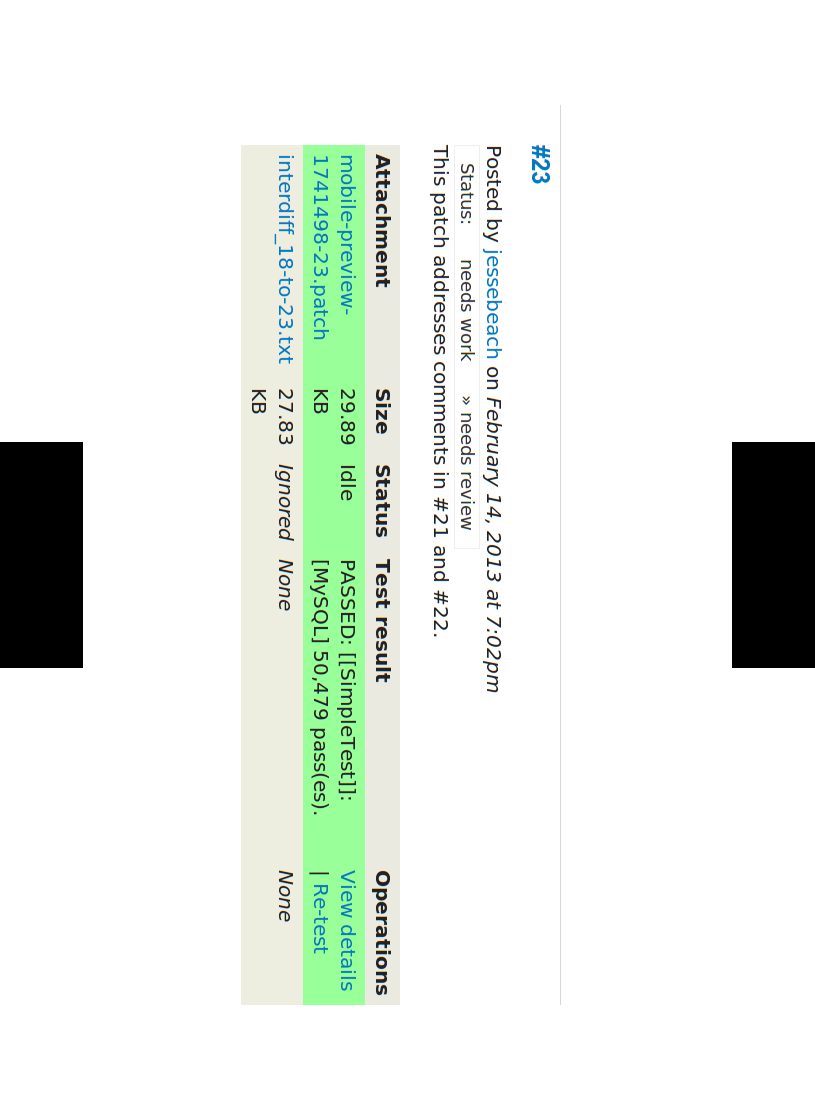 #23
Posted by jessebeach on February 14, 2013 at 7:02pm
Status: needs work » needs review
This patch addresses comments in #21 and #22.
Attachment Size Status Test result Operations
mobile-preview- 29.89 Idle PASSED: [[SimpleTest]]: View details
1741498-23.patch KB [MySQL] 50,479 pass(es). | Re-test
interdiff_18-to-23.txt 27.83 Ignored None None
KB